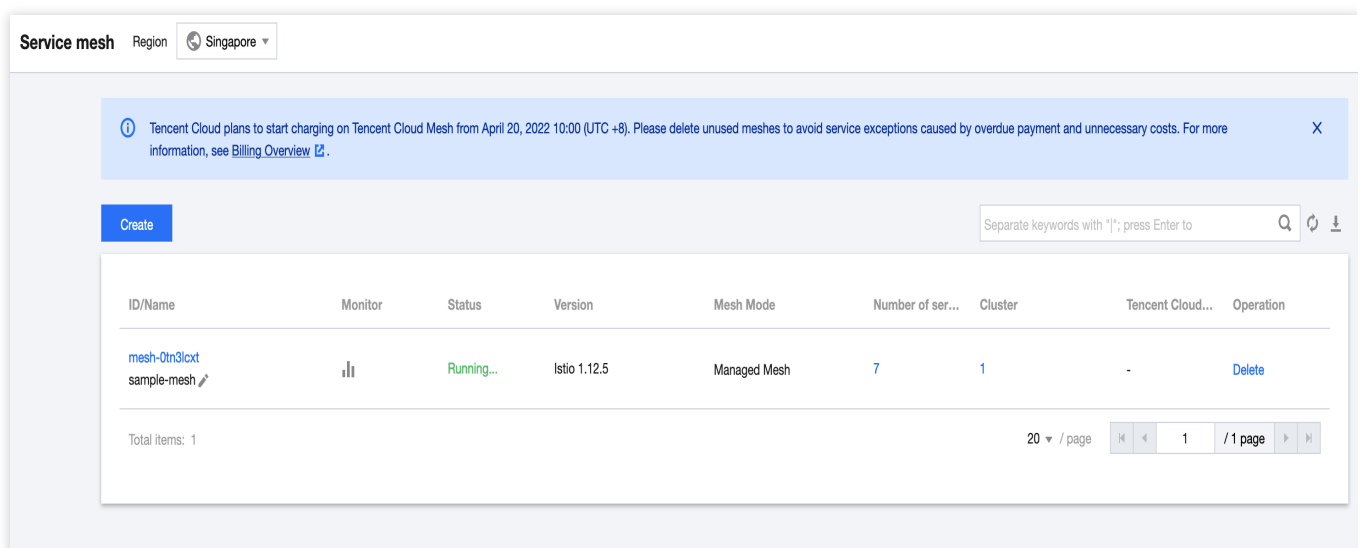 Service mesh Region Singapore
Tencent Cloud plans to start charging on Tencent Cloud Mesh from April 20, 2022 10:00 (UTC +8). Please delete unused meshes to avoid service exceptions caused by overdue payment and unnecessary costs. For more
information, see Billing Overview .
Create Separate keywords with "|"; press Enter to
ID/Name Monitor Status Version Mesh Mode Number of ser... Cluster Tencent Cloud... Operation
mesh-0tn3lcxt
sample-mesh Running... Istio 1.12.5 Managed Mesh 7 1 - Delete
Total items: 1 20 / page 1 / 1 page